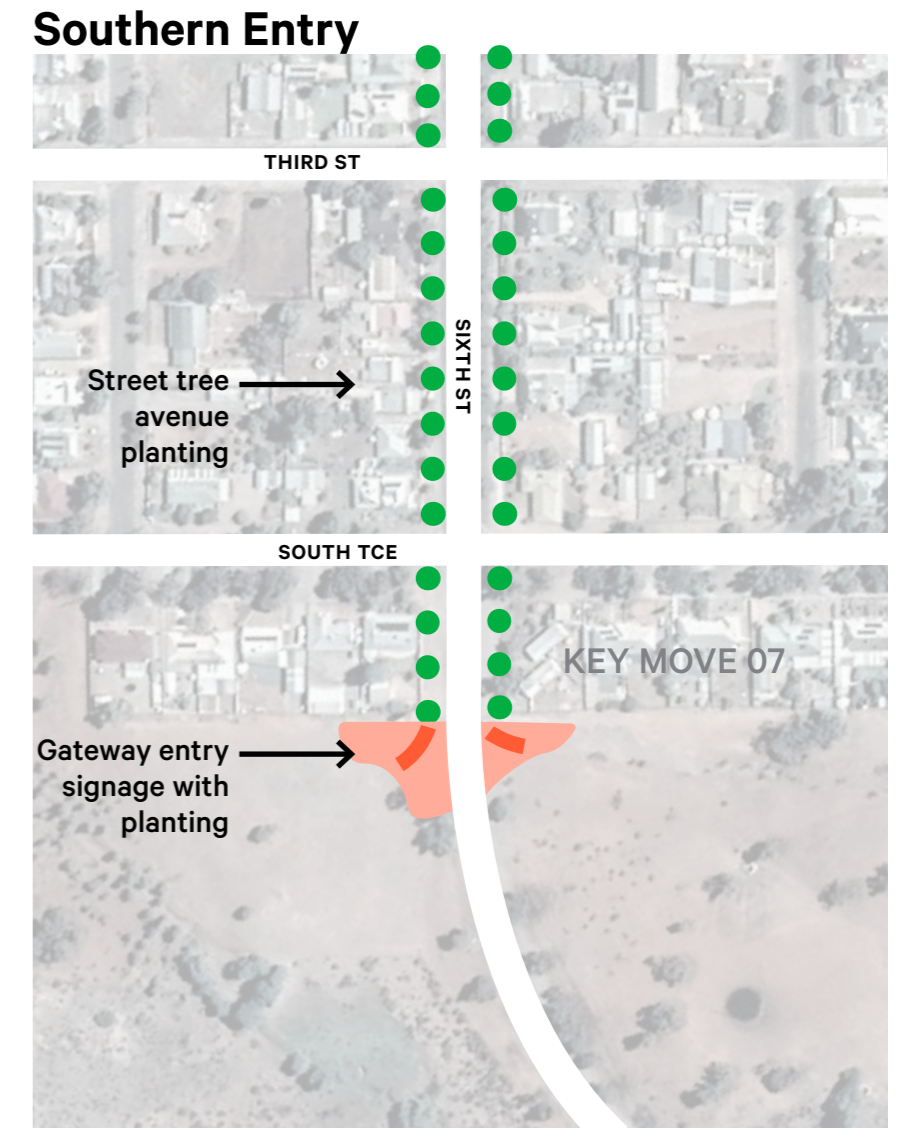 Southern Entry
THIRD ST
SIXTH ST
Street tree
avenue
planting
SOUTH TCE
KEY MOVE 07
Gateway entry
signage with
planting